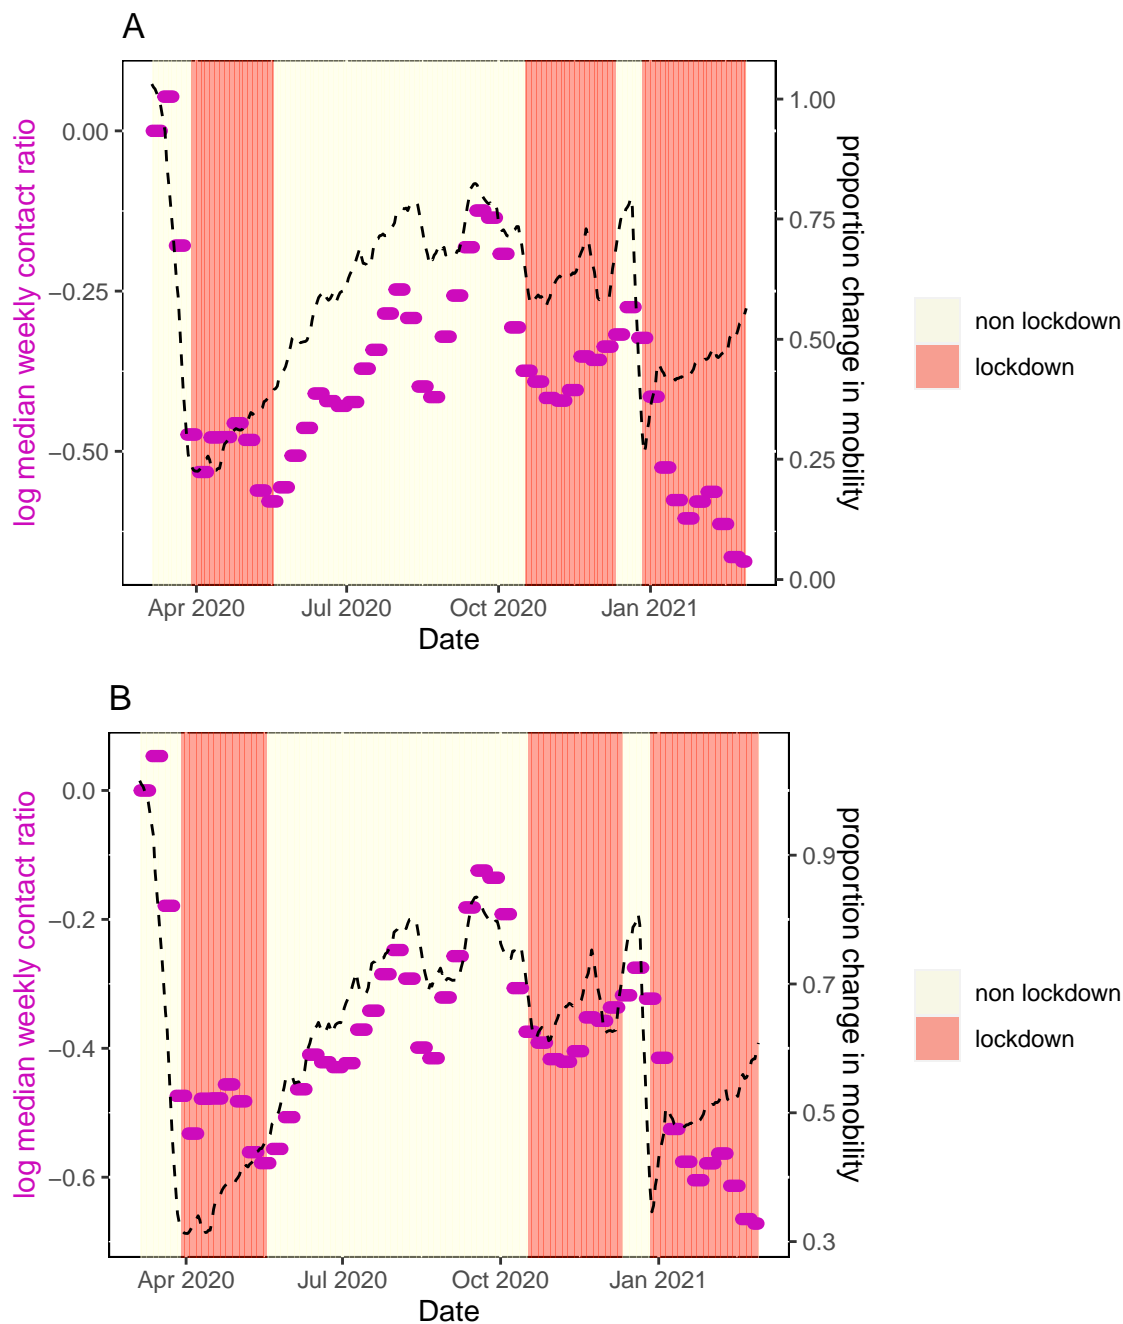 A
log median weekly contact ratio
0.00
−0.25
−0.50
1.00
0.75
0.50
0.25
0.00
proportion change in mobility
Apr 2020
Jul 2020
Oct 2020
Jan 2021
Date
non lockdown
lockdown
B
log median weekly contact ratio
0.0
−0.2
−0.4
−0.6
0.9
0.7
0.5
0.3
proportion change in mobility
Apr 2020
Jul 2020
Oct 2020
Jan 2021
Date
non lockdown
lockdown